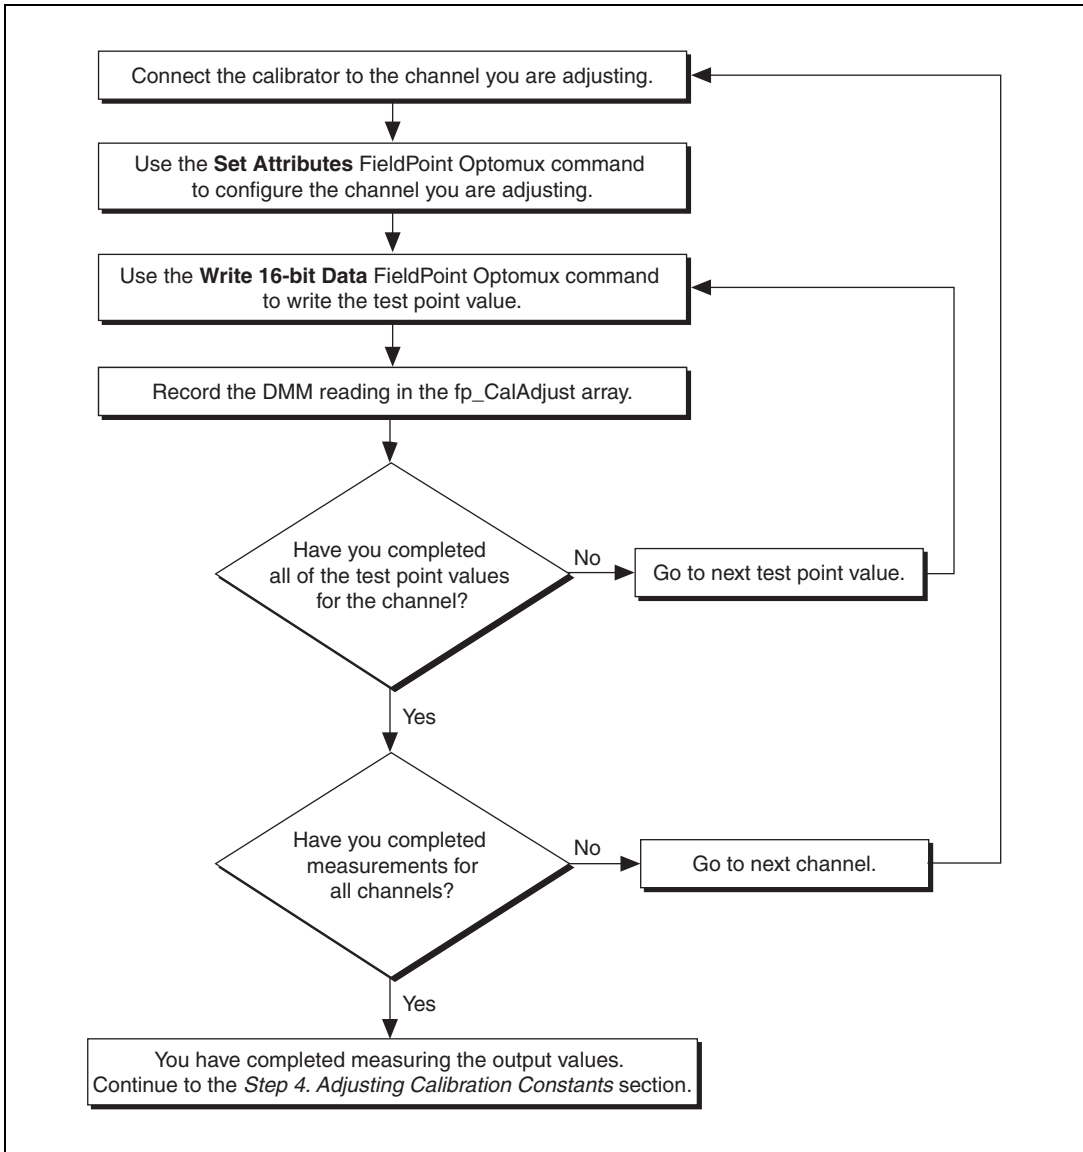 Connect the calibrator to the channel you are adjusting.
Use the Set Attributes FieldPoint Optomux command
to configure the channel you are adjusting.
Use the Write 16-bit Data FieldPoint Optomux command
to write the test point value.
Record the DMM reading in the fp_CalAdjust array.
Have you completed
all of the test point values
for the channel?
No
Go to next test point value.
Yes
Have you completed
measurements for
all channels?
No
Go to next channel.
Yes
You have completed measuring the output values.
Continue to the Step 4. Adjusting Calibration Constants section.